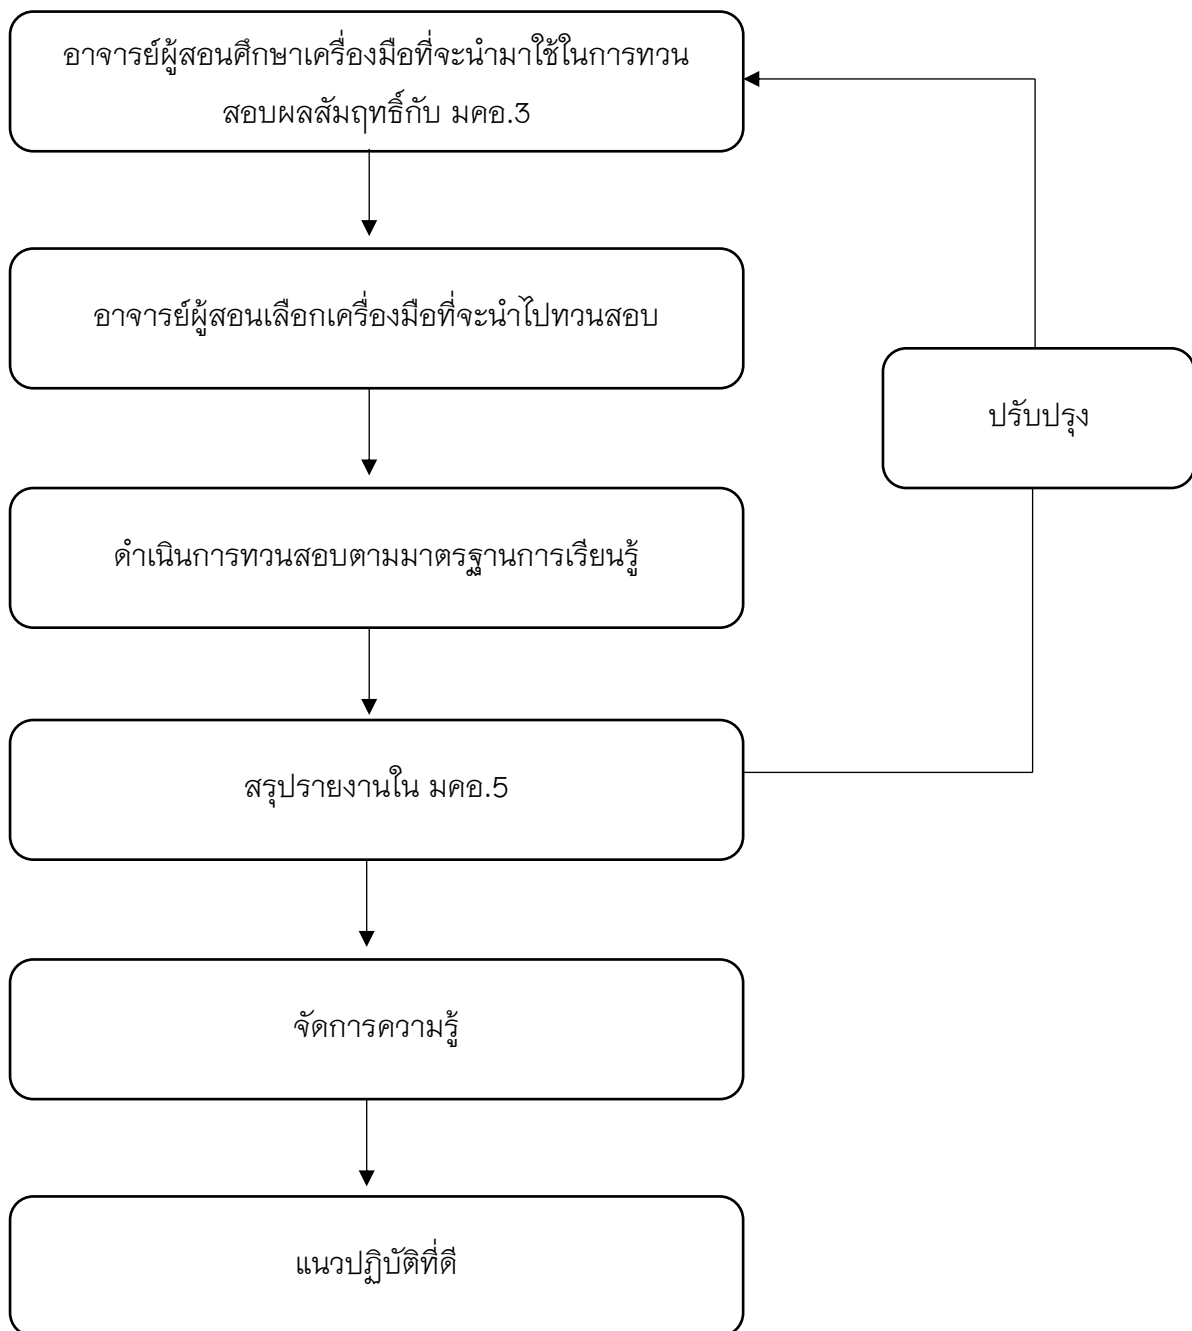 อาจารย์ผู้สอนศึกษาเครื่องมือที่จะนำมาใช้ในการทวน
สอบผลสัมฤทธิ์กับ มคอ.3
อาจารย์ผู้สอนเลือกเครื่องมือที่จะนำไปทวนสอบ
ปรับปรุง
ดำเนินการทวนสอบตามมาตรฐานการเรียนรู้
สรุปรายงานใน มคอ.5
จัดการความรู้
แนวปฏิบัติที่ดี